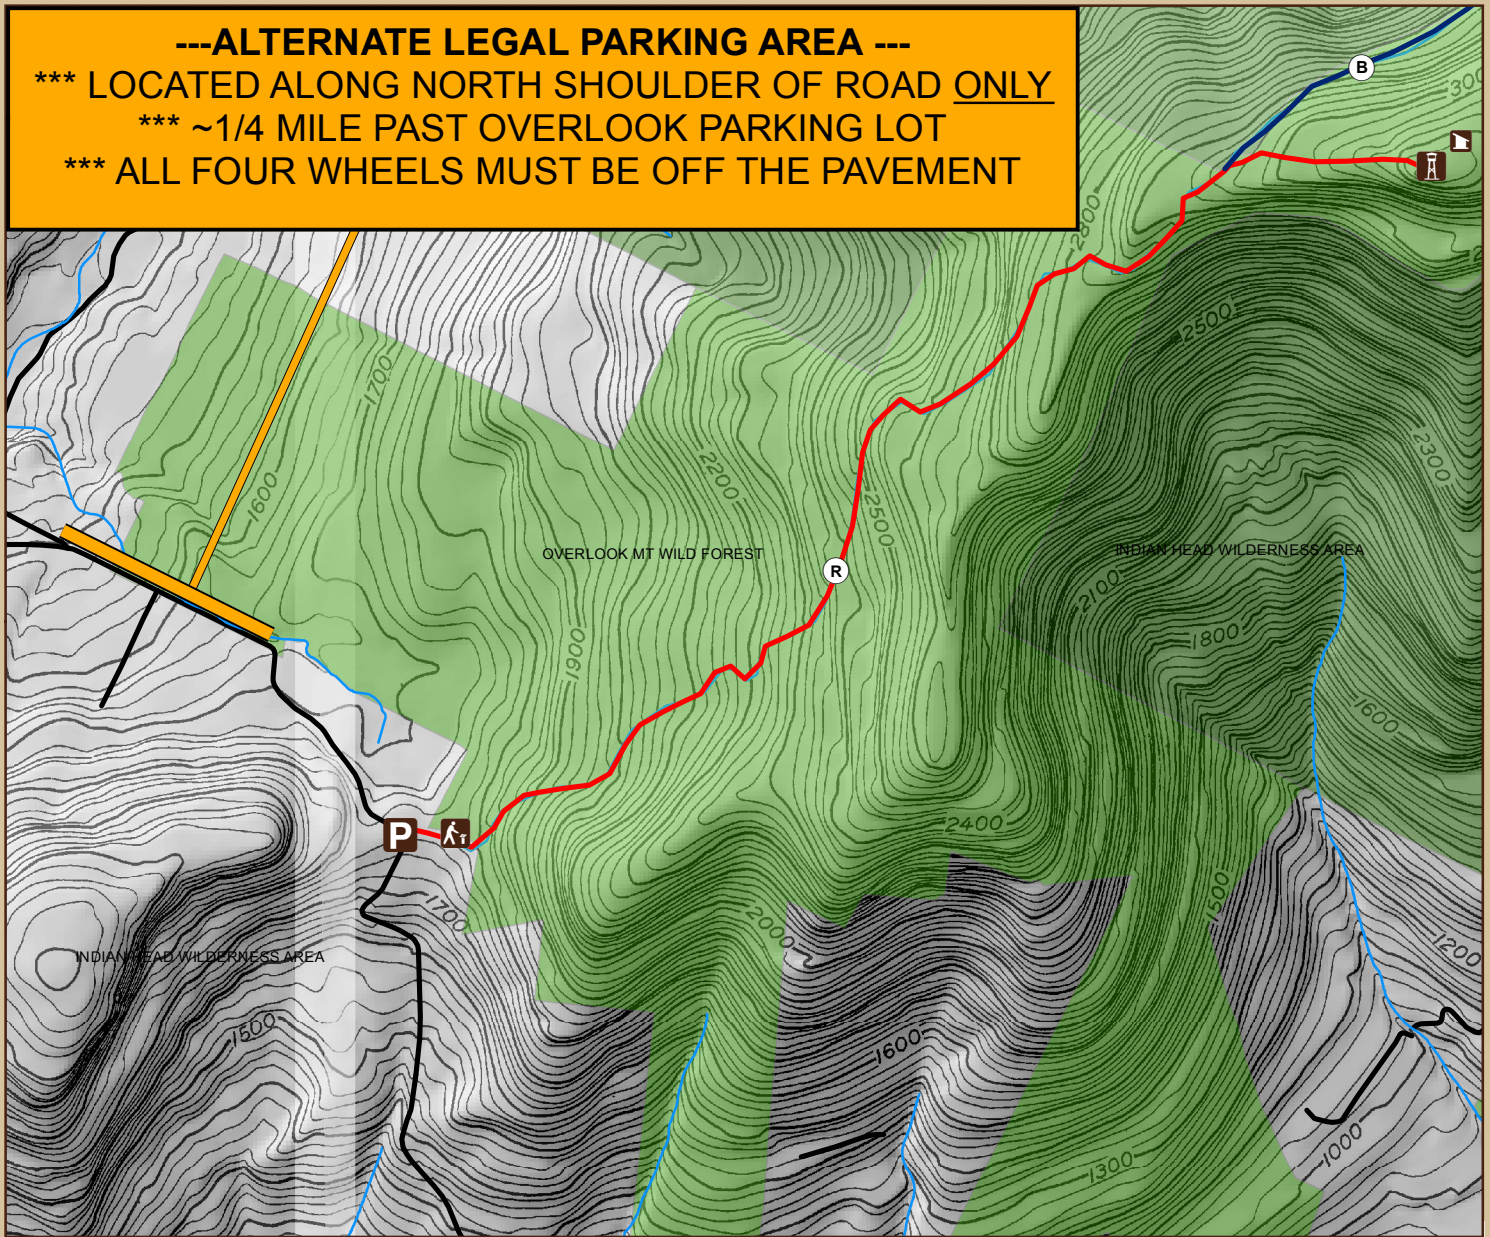 ---ALTERNATE LEGAL PARKING AREA ---
*** LOCATED ALONG NORTH SHOULDER OF ROAD ONLY
*** ~1/4 MILE PAST OVERLOOK PARKING LOT
*** ALL FOUR WHEELS MUST BE OFF THE PAVEMENT
B
2800
2500
1700
2300
2200
1600
2500
OVERLOOK MT WILD FOREST
INDIAN HEAD WILDERNESS AREA
R
2100
1800
1900
1600
2400
P
1700
1500
2000
1200
INDIAN HEAD WILDERNESS AREA
1500
1600
1000
1300